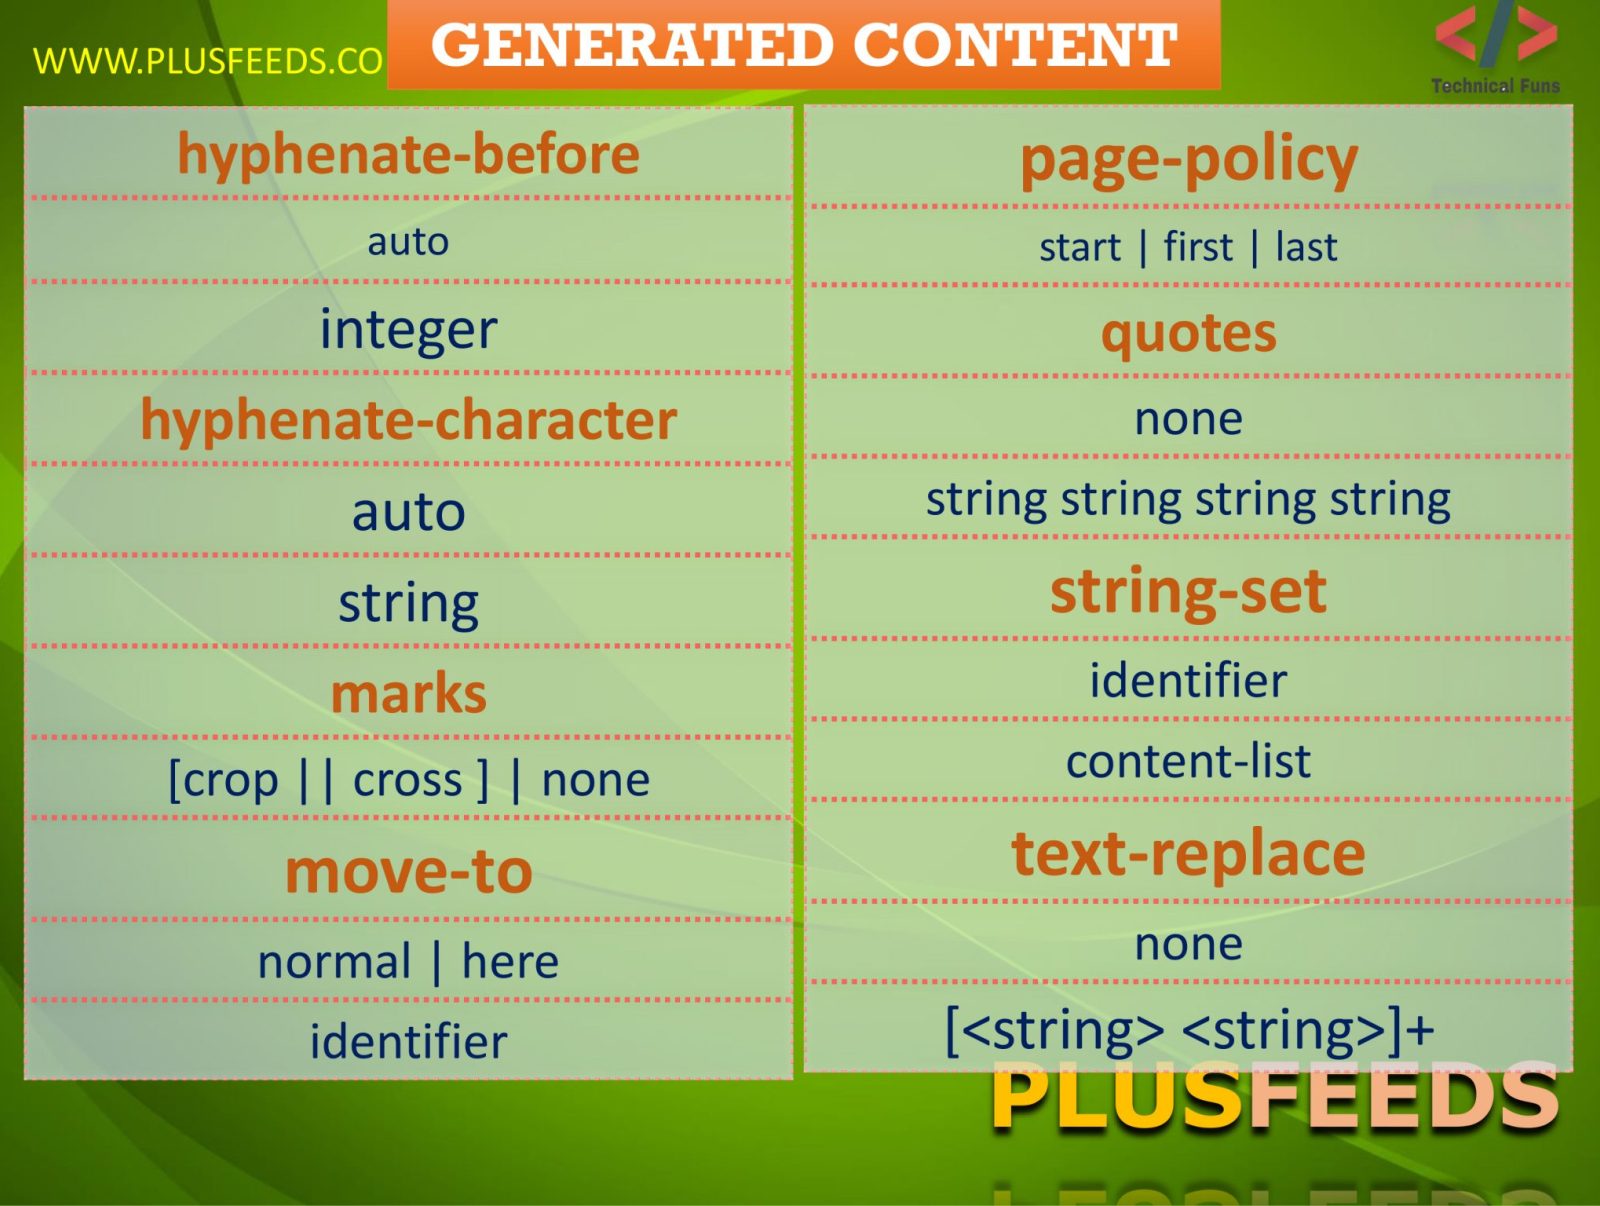 WWW.PLUSFEEDS.CO
GENERATED CONTENT
Technical Funs
hyphenate-before
auto
integer
hyphenate-character
auto
string
marks
[crop || cross ] | none
move-to
normal | here
identifier
page-policy
start | first | last
quotes
none
string string string string
string-set
identifier
content-list
text-replace
none
[<string> <string>]+
PLUSFEEDS